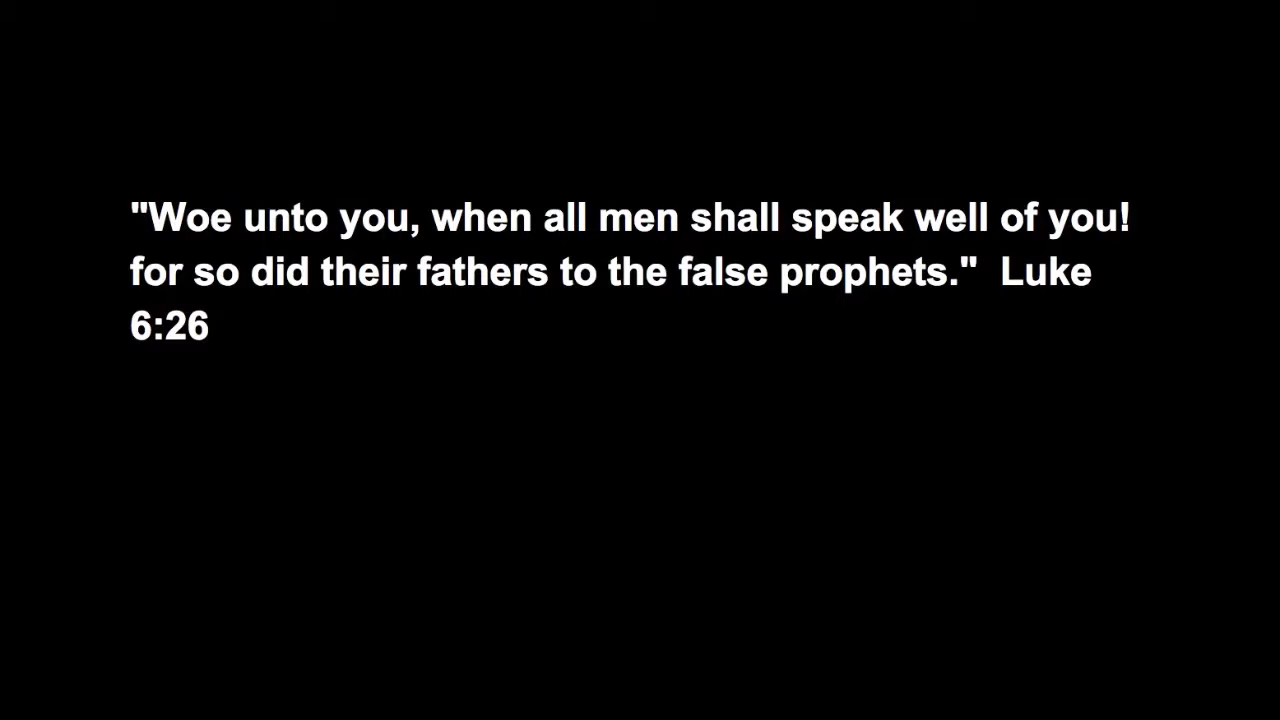 "Woe unto you, when all men shall speak well of you!
for so did their fathers to the false prophets."  Luke
6:26